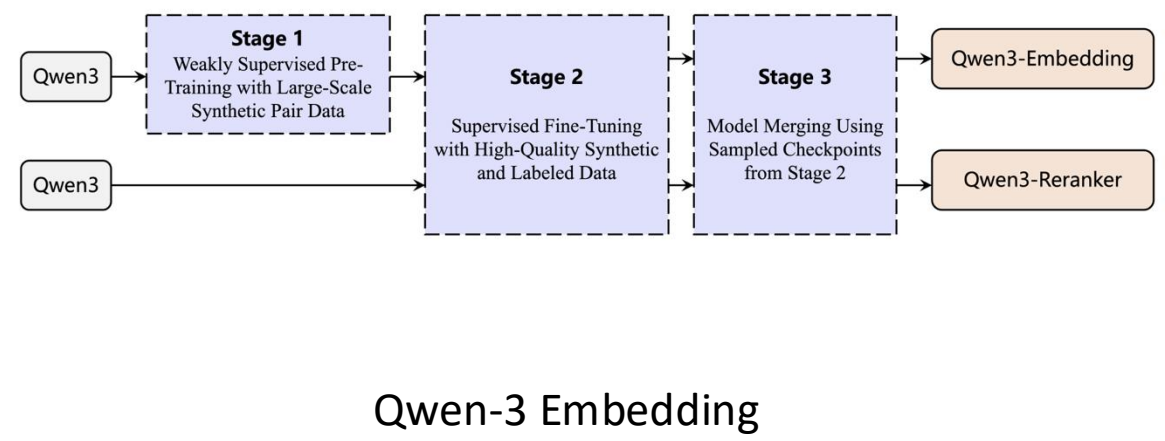 Qwen3
Stage 1
Weakly Supervised Pre-
Training with Large-Scale
Synthetic Pair Data
Qwen3
Stage 2
Supervised Fine-Tuning
with High-Quality Synthetic
and Labeled Data
Stage 3
Model Merging Using
Sampled Checkpoints
from Stage 2
Qwen3-Embedding
Qwen3-Reranker
Qwen-3 Embedding